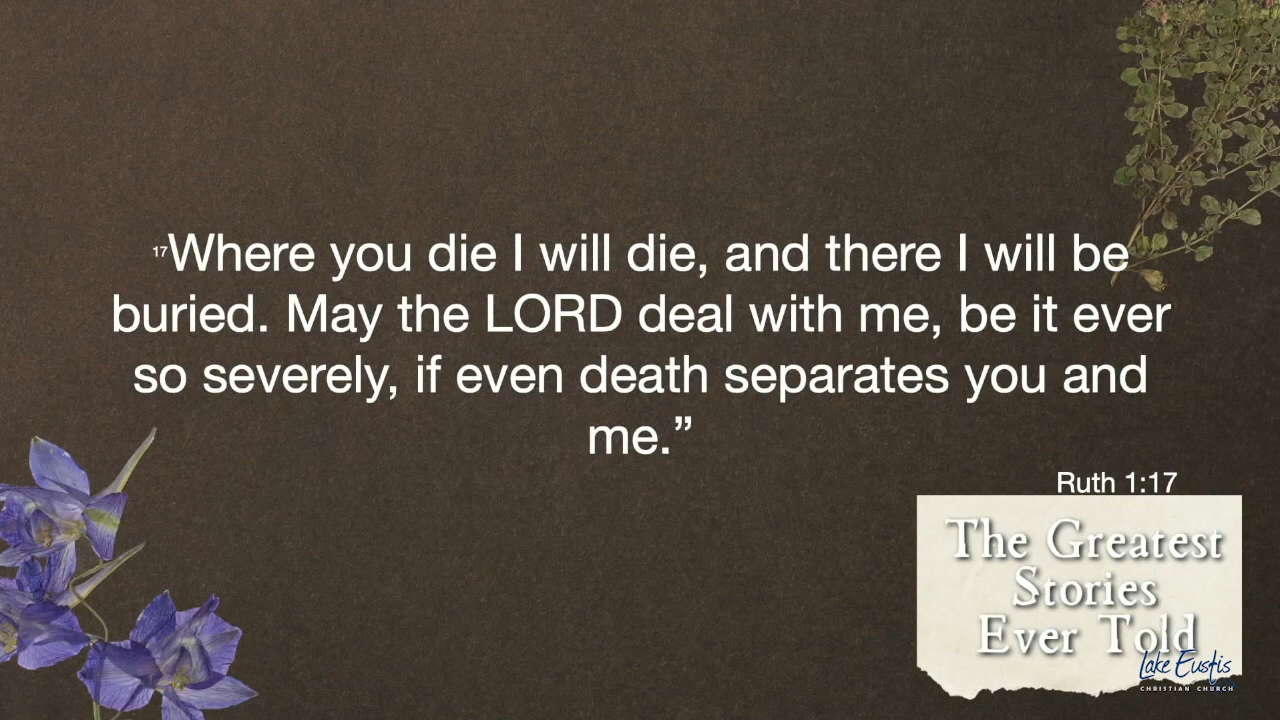 17Where you die I will die, and there I will be
buried. May the LORD deal with me, be it ever
so severely, if even death separates you and
me.”
Ruth 1:17
The Greatest
Stories
Ever Told
Lake Eustis
CHRISTIAN CHURCH